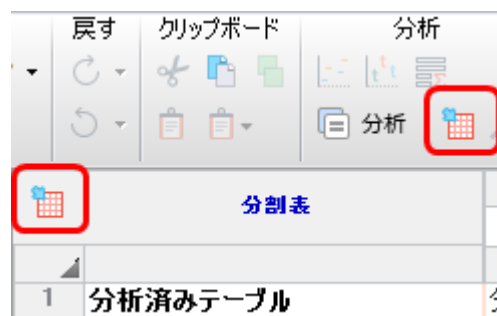 戻す クリップボード 分析
分析
分割表
1 分析済みテーブル